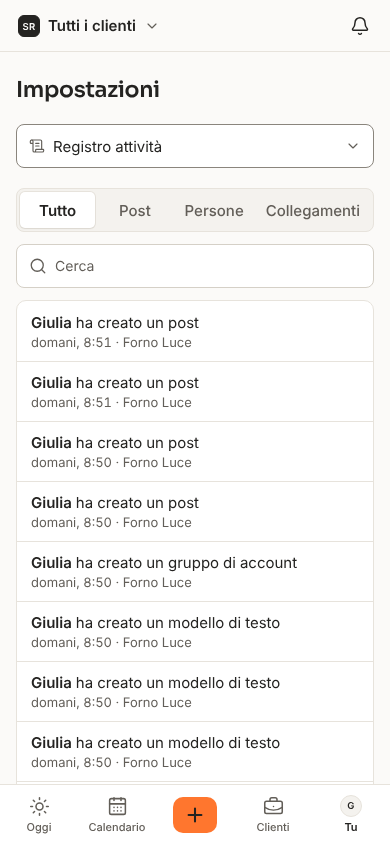 SR Tutti i clienti
Impostazioni
Registro attività
Tutto Post Persone Collegamenti
Cerca
Giulia ha creato un post
domani, 8:51 · Forno Luce
Giulia ha creato un post
domani, 8:51 · Forno Luce
Giulia ha creato un post
domani, 8:50 · Forno Luce
Giulia ha creato un post
domani, 8:50 · Forno Luce
Giulia ha creato un gruppo di account
domani, 8:50 · Forno Luce
Giulia ha creato un modello di testo
domani, 8:50 · Forno Luce
Giulia ha creato un modello di testo
domani, 8:50 · Forno Luce
Giulia ha creato un modello di testo
domani, 8:50 · Forno Luce
G
Oggi Calendario Clienti Tu